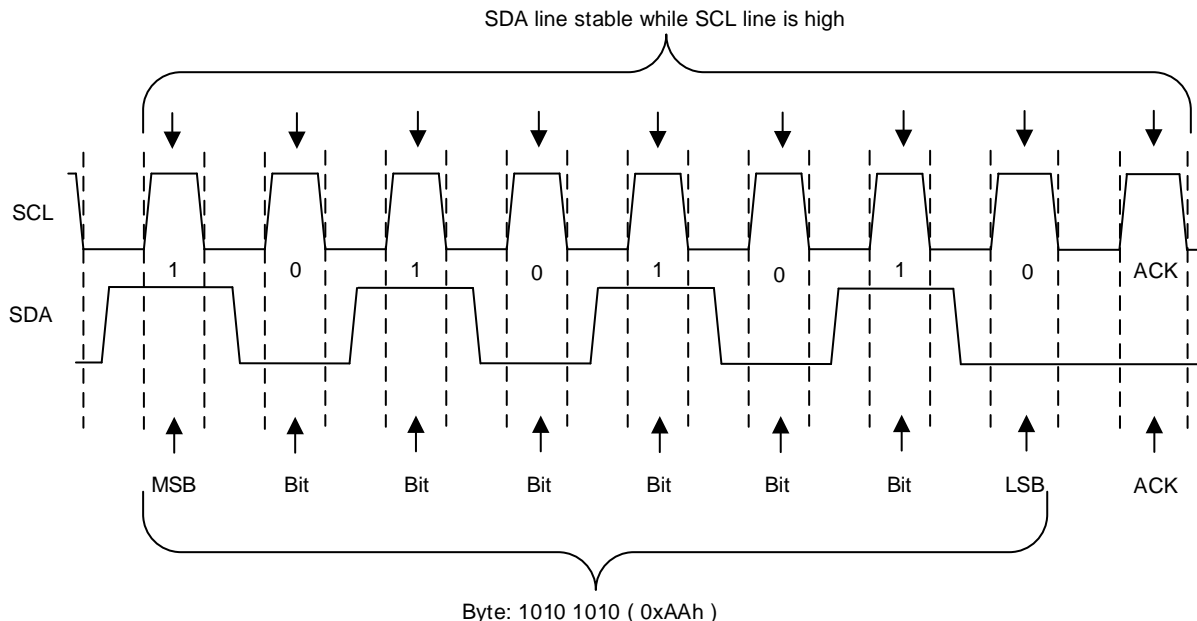 SDA line stable while SCL line is high
SCL
1 0 1 0 1 0 1 0 ACK
SDA
MSB Bit Bit Bit Bit Bit Bit LSB ACK
Byte: 1010 1010 ( 0xAAh )